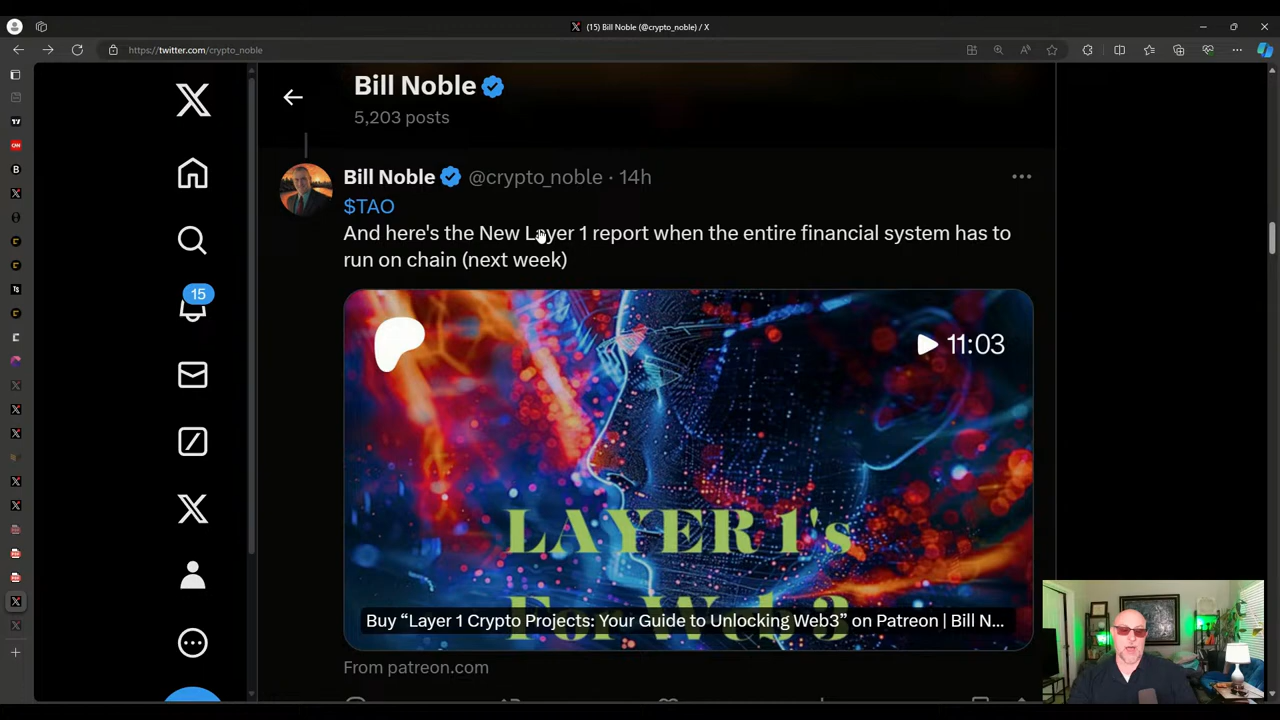 (15) Bill Noble (@crypto_noble) / X
https://twitter.com/crypto_noble
Bill Noble
5,203 posts
Bill Noble @crypto_noble · 14h
$TAO
And here's the New Layer 1 report when the entire financial system has to
run on chain (next week)
15
11:03
LAYER 1's
For Web 3
Buy “Layer 1 Crypto Projects: Your Guide to Unlocking Web3” on Patreon | Bill N...
From patreon.com